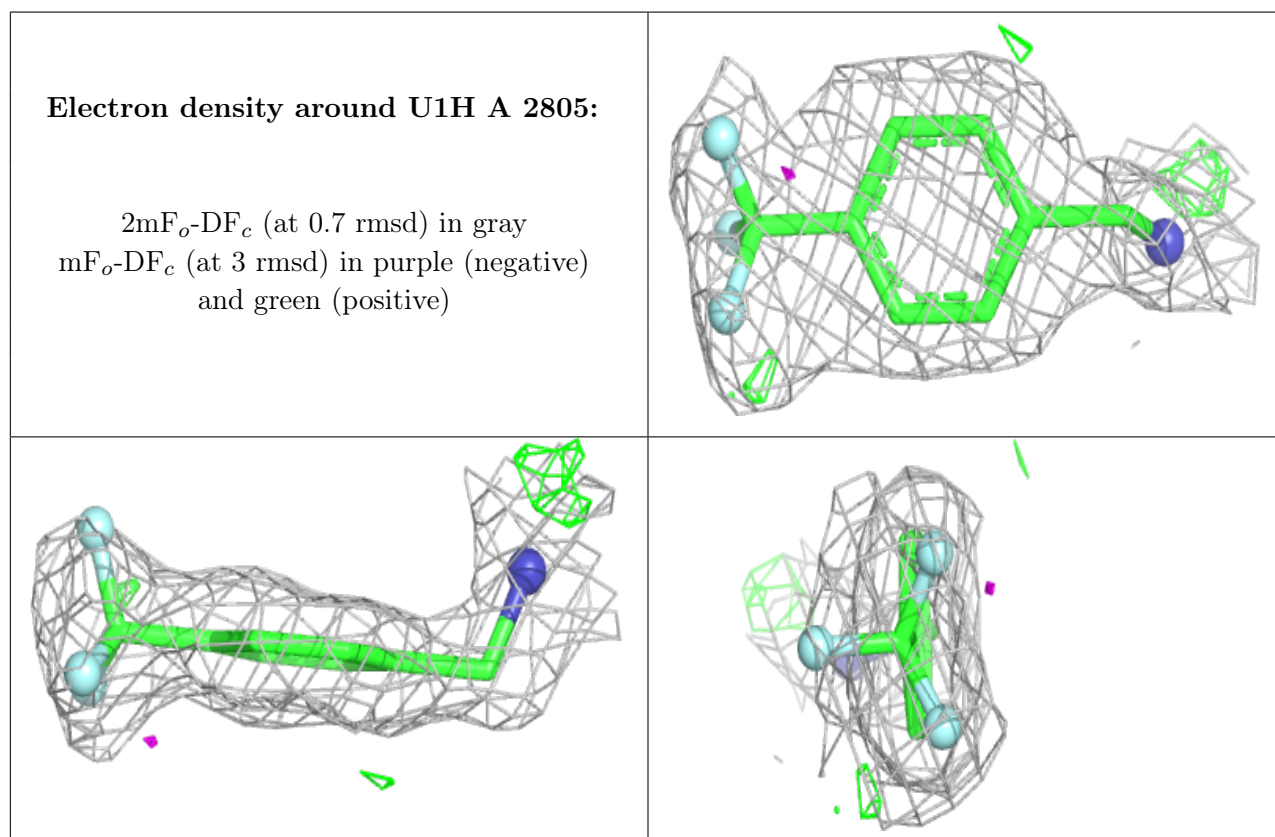 Electron density around U1H A 2805:
2mFo-DFc (at 0.7 rmsd) in gray
mFo-DFc (at 3 rmsd) in purple (negative)
and green (positive)